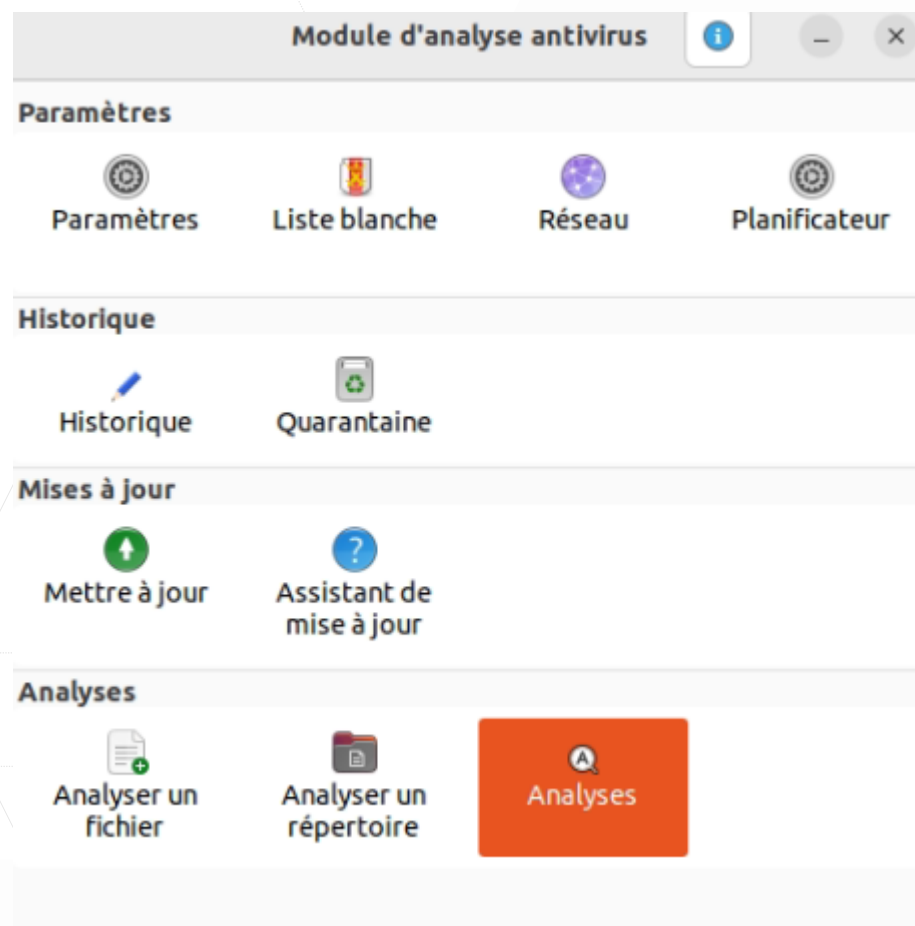 Module d'analyse antivirus
Paramètres
Paramètres Liste blanche Réseau Planificateur
Historique
Historique Quarantaine
Mises à jour
Mettre à jour Assistant de
mise à jour
Analyses
Analyser un Analyser un Analyses
fichier répertoire